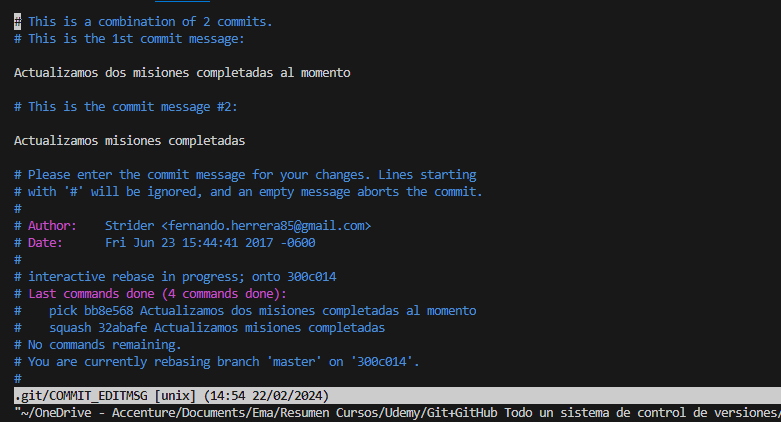 # This is a combination of 2 commits.
# This is the 1st commit message:
Actualizamos dos misiones completadas al momento
# This is the commit message #2:
Actualizamos misiones completadas
# Please enter the commit message for your changes. Lines starting
# with '#' will be ignored, and an empty message aborts the commit.
#
# Author:    Strider <fernando.herrera85@gmail.com>
# Date:      Fri Jun 23 15:44:41 2017 -0600
#
# interactive rebase in progress; onto 300c014
# Last commands done (4 commands done):
#    pick bb8e568 Actualizamos dos misiones completadas al momento
#    squash 32abafe Actualizamos misiones completadas
# No commands remaining.
# You are currently rebasing branch 'master' on '300c014'.
#
.git/COMMIT_EDITMSG [unix] (14:54 22/02/2024)
"~/OneDrive - Accenture/Documents/Ema/Resumen Cursos/Udemy/Git+GitHub Todo un sistema de control de versiones/